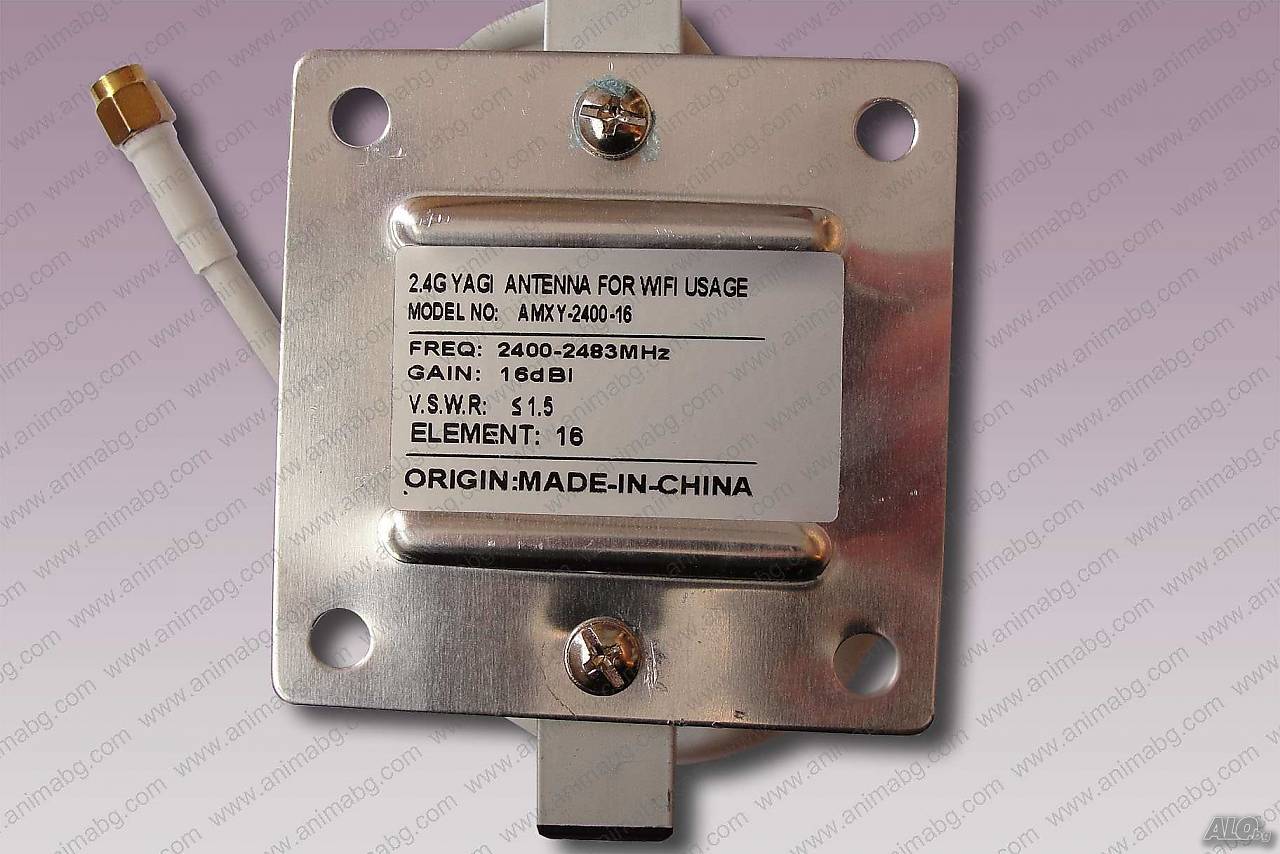 2.4G YAGI ANTENNA FOR WIFI USAGE
MODEL NO: AMXY-2400-16
FREQ: 2400-2483MHz
GAIN: 16dBI
V.S.W.R: ≤1.5
ELEMENT: 16
ORIGIN:MADE-IN-CHINA
www.animabg.com
ALO.bg